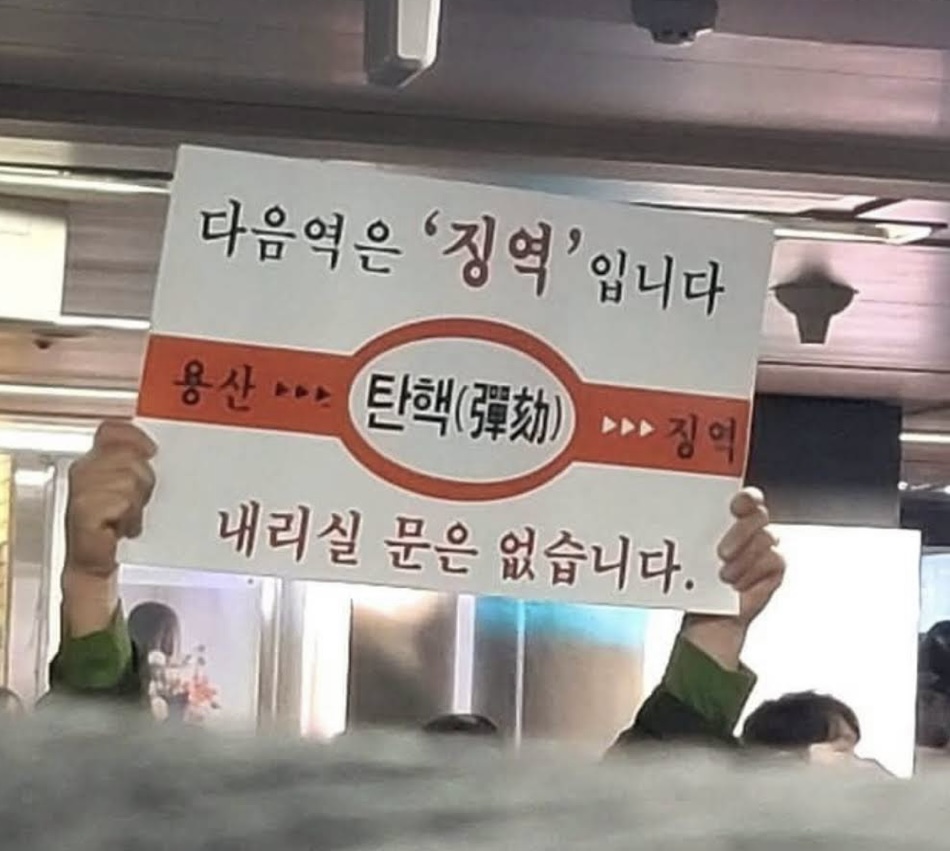 다음역은 ‘징역’입니다
용산 ▸▸▸ 탄핵(彈劾) ▸▸▸ 징역
내리실 문은 없습니다.